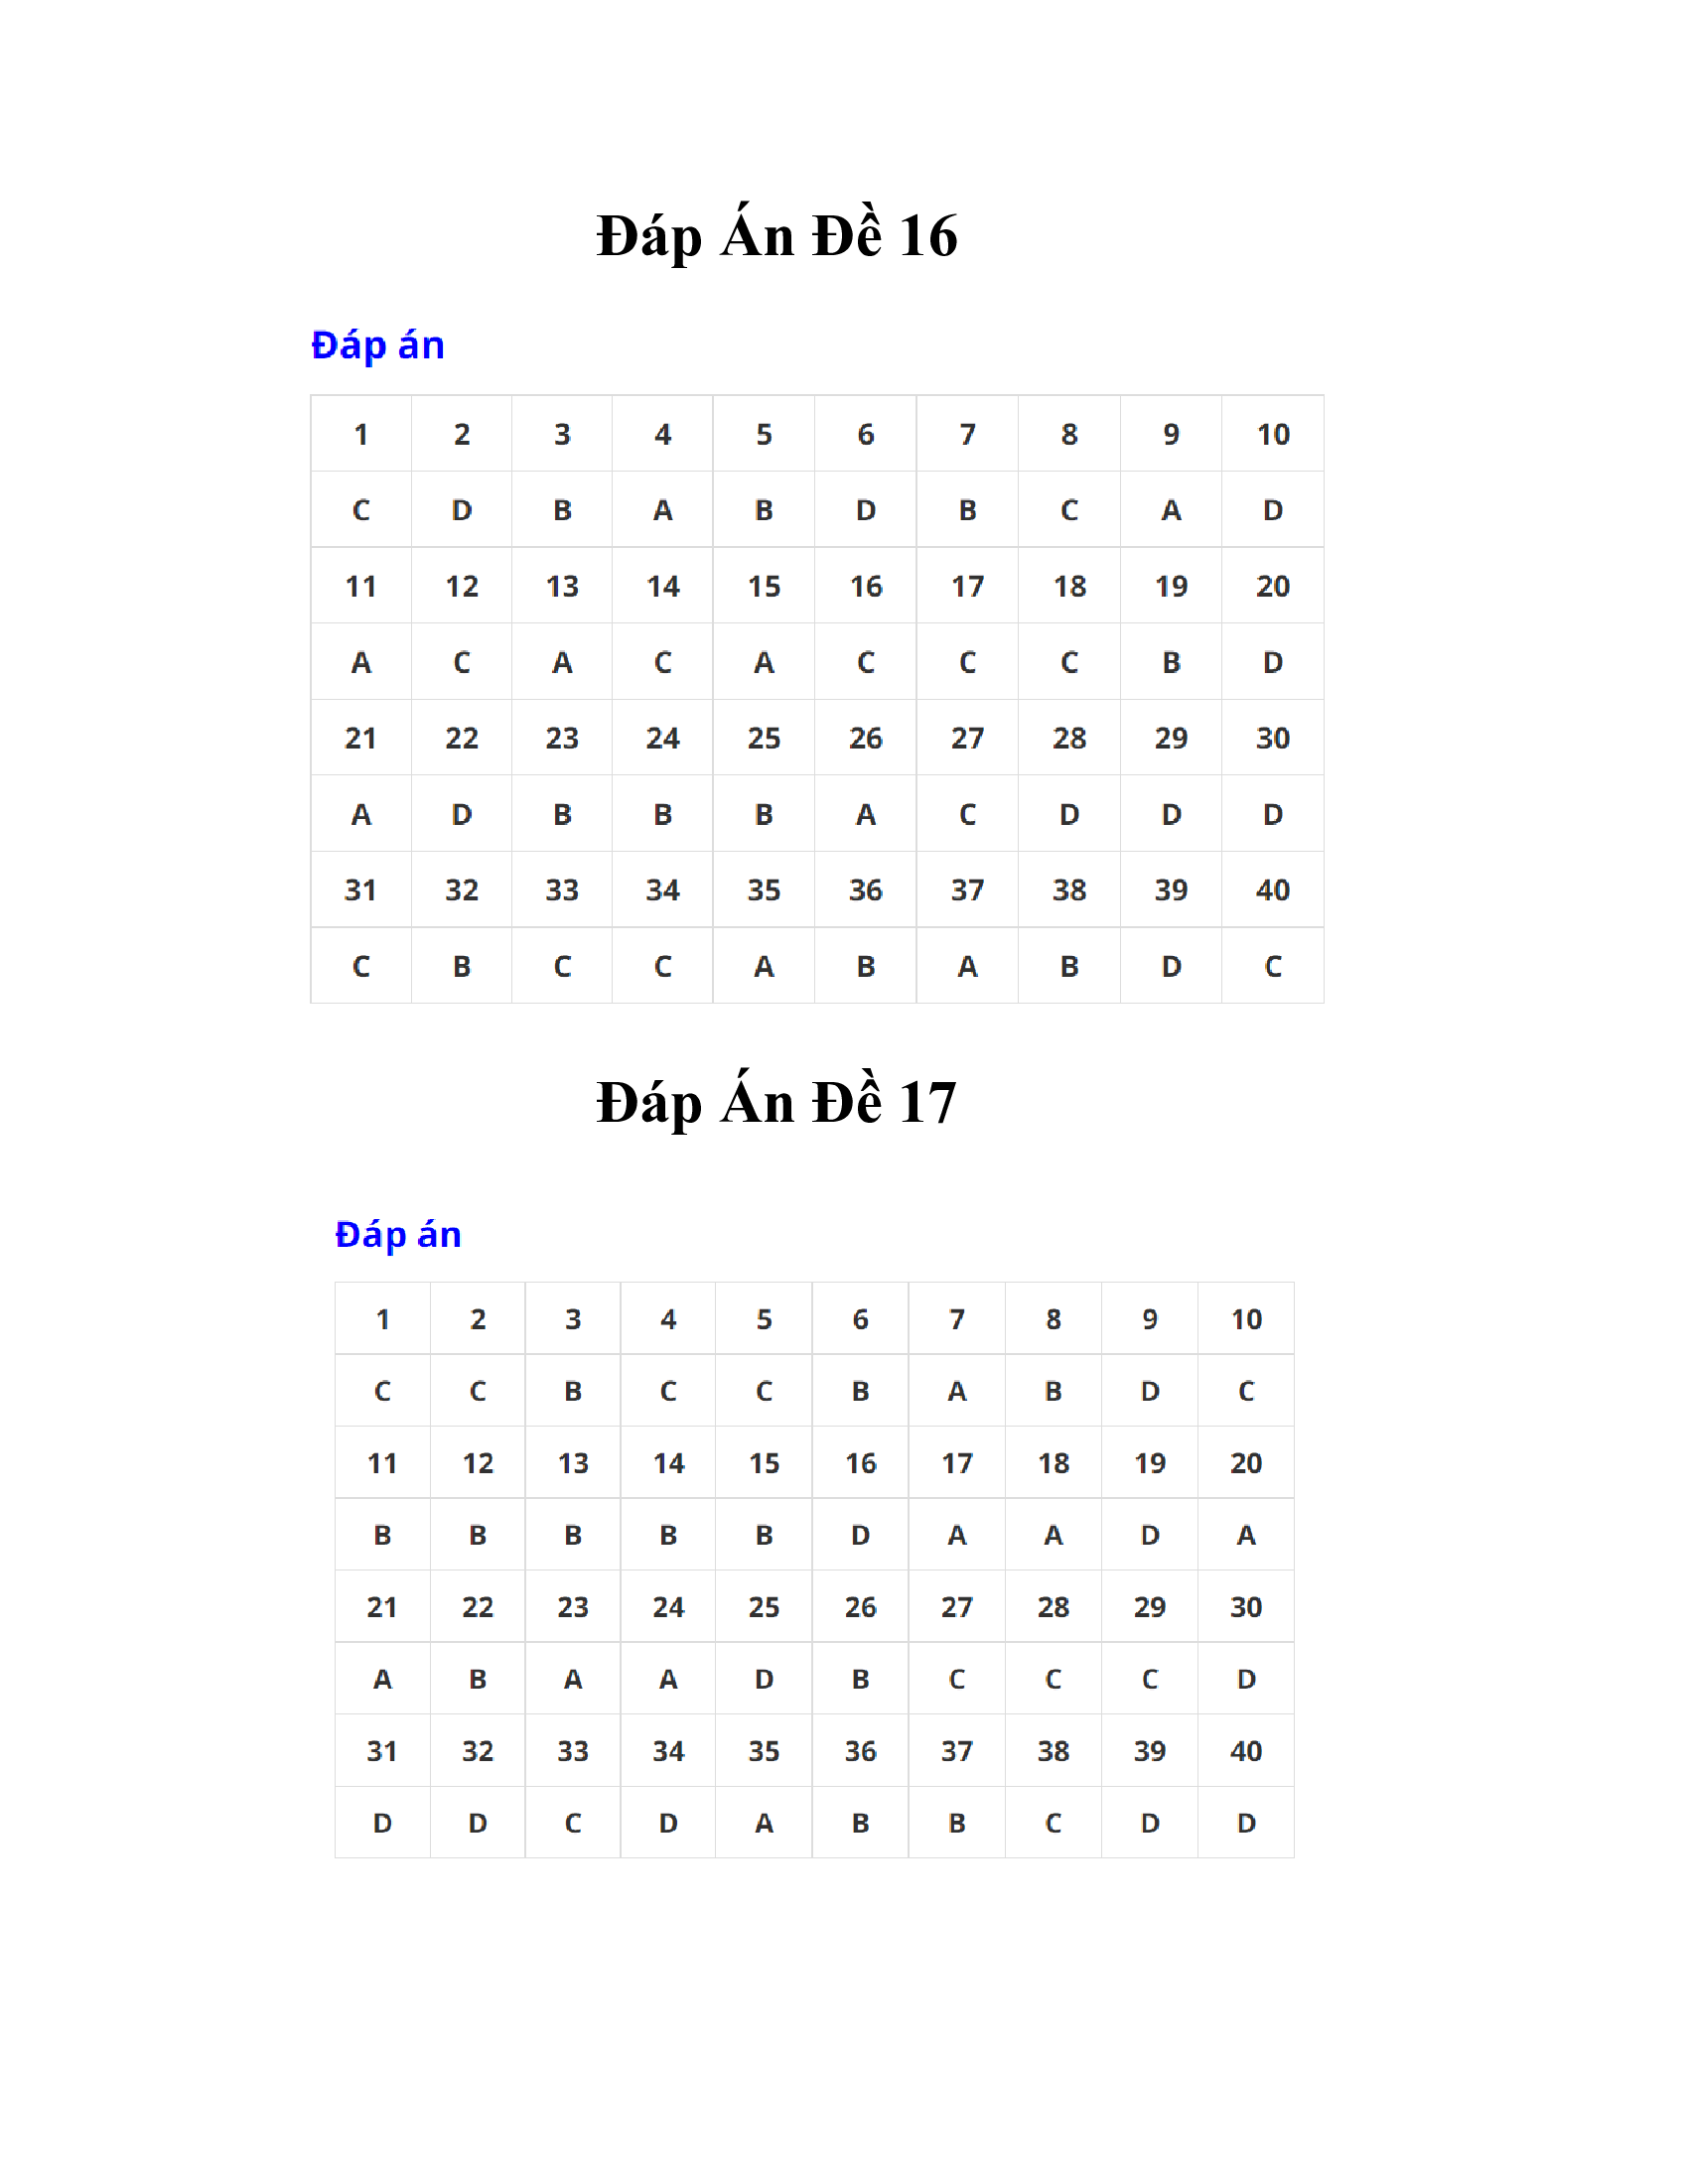 Đáp Án Đề 16
Đáp án
1 2 3 4 5 6 7 8 9 10
C D B A B D B C A D
11 12 13 14 15 16 17 18 19 20
A C A C A C C C B D
21 22 23 24 25 26 27 28 29 30
A D B B B A C D D D
31 32 33 34 35 36 37 38 39 40
C B C C A B A B D C
Đáp Án Đề 17
Đáp án
1 2 3 4 5 6 7 8 9 10
C C B C C B A B D C
11 12 13 14 15 16 17 18 19 20
B B B B B D A A D A
21 22 23 24 25 26 27 28 29 30
A B A A D B C C C D
31 32 33 34 35 36 37 38 39 40
D D C D A B B C D D